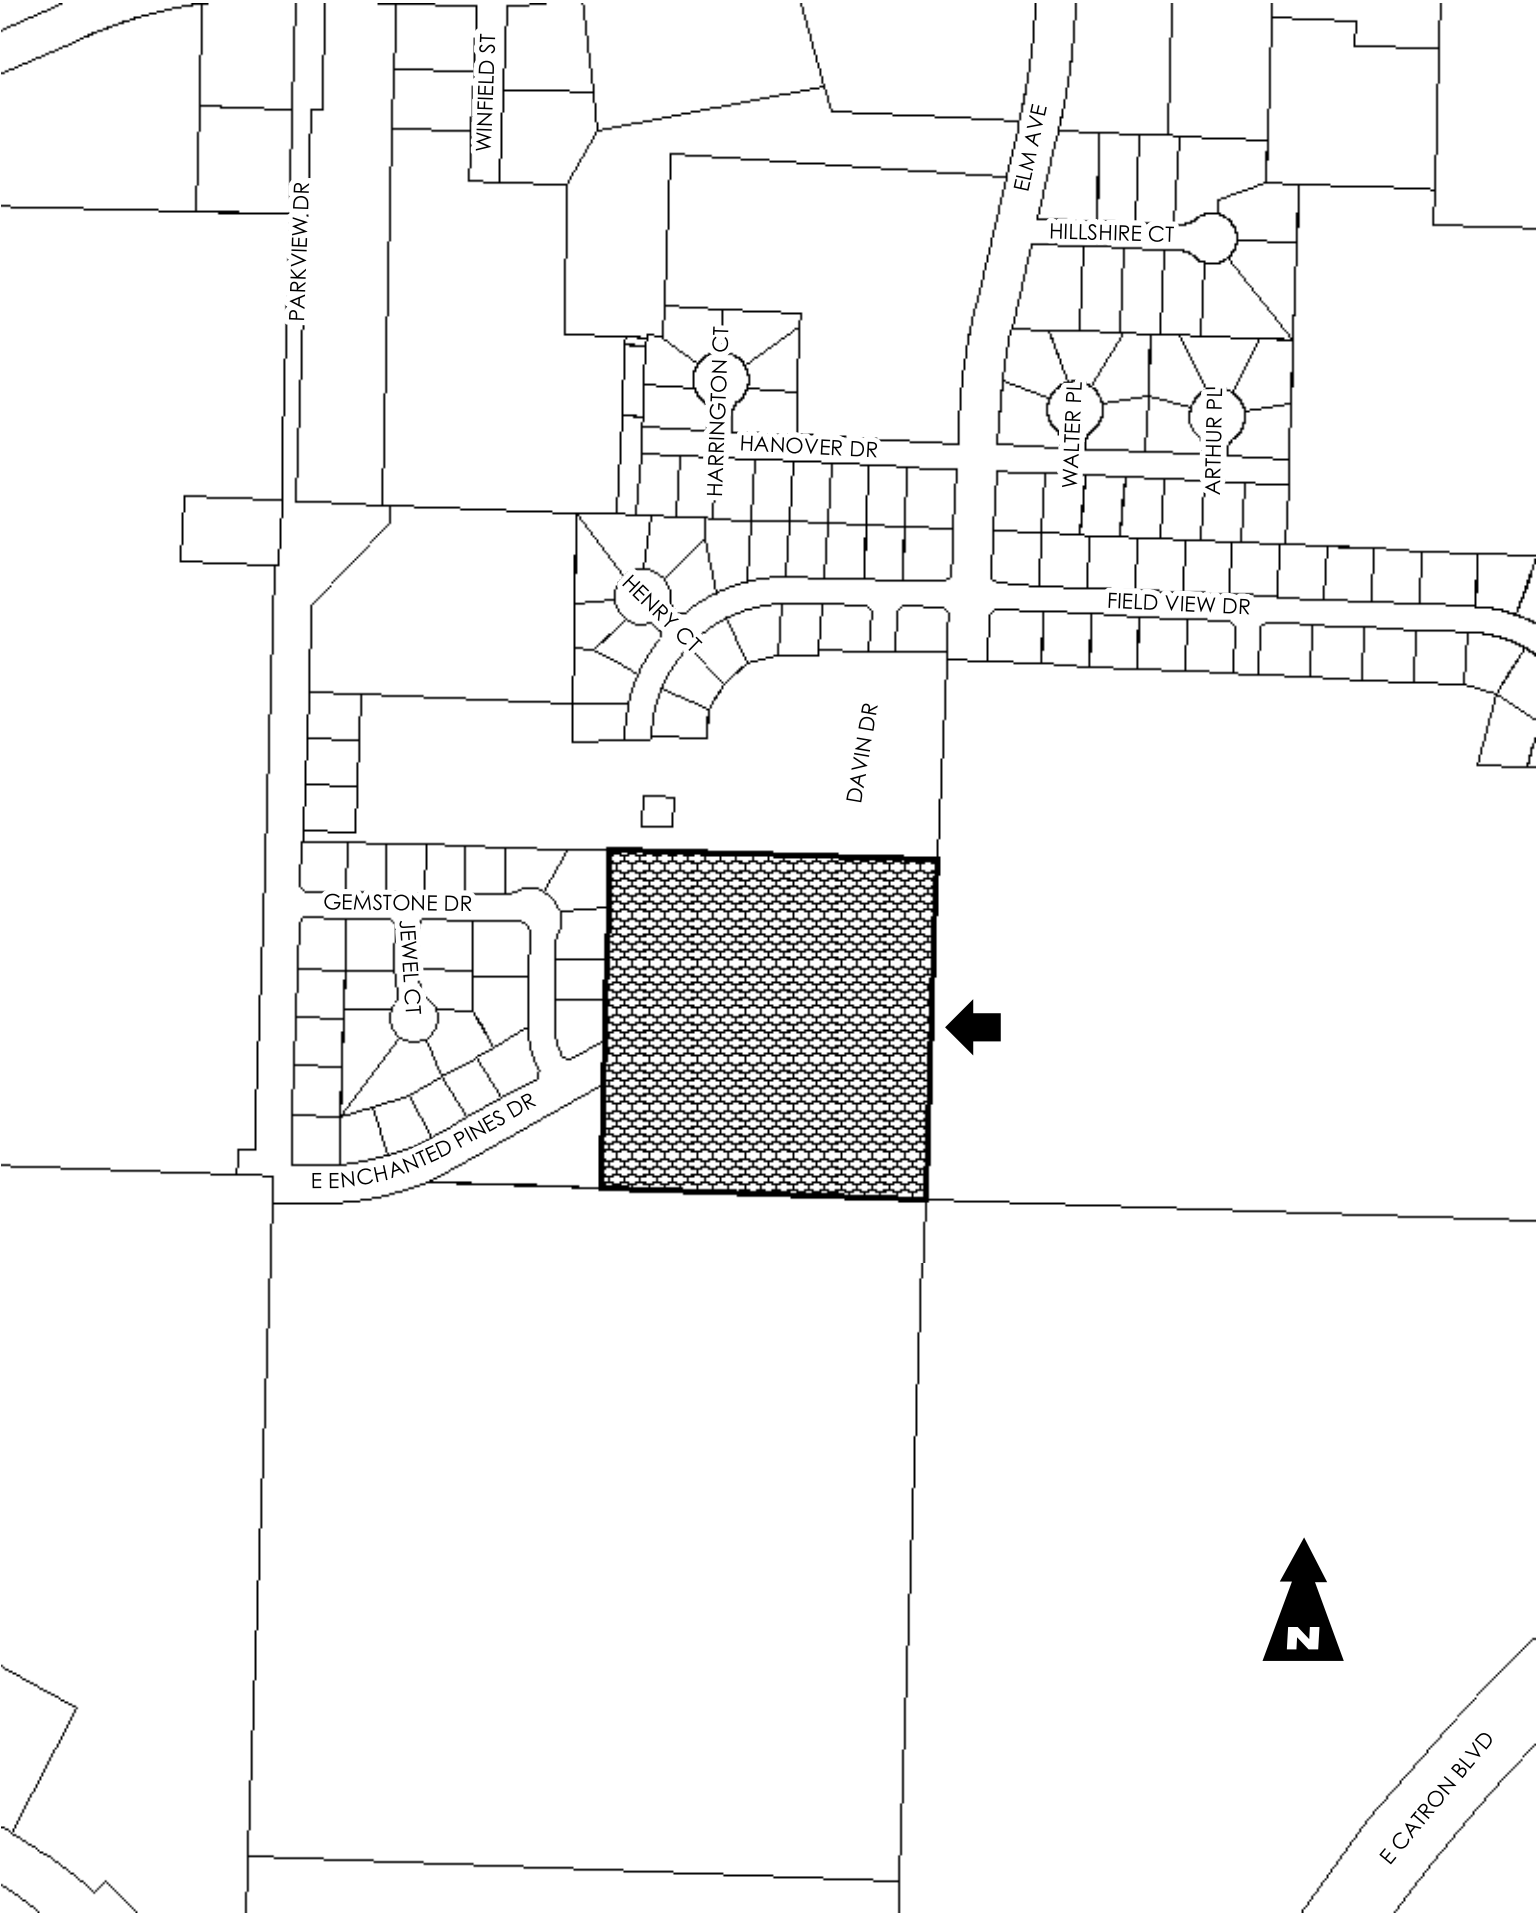 WINFIELD ST
ELM AVE
PARKVIEW DR
HILLSHIRE CT
HARRINGTON CT
WALTER PL
ARTHUR PL
HANOVER DR
HENRY CT
FIELD VIEW DR
DAVIN DR
GEMSTONE DR
JEWEL CT
E ENCHANTED PINES DR
N
E CATRON BLVD